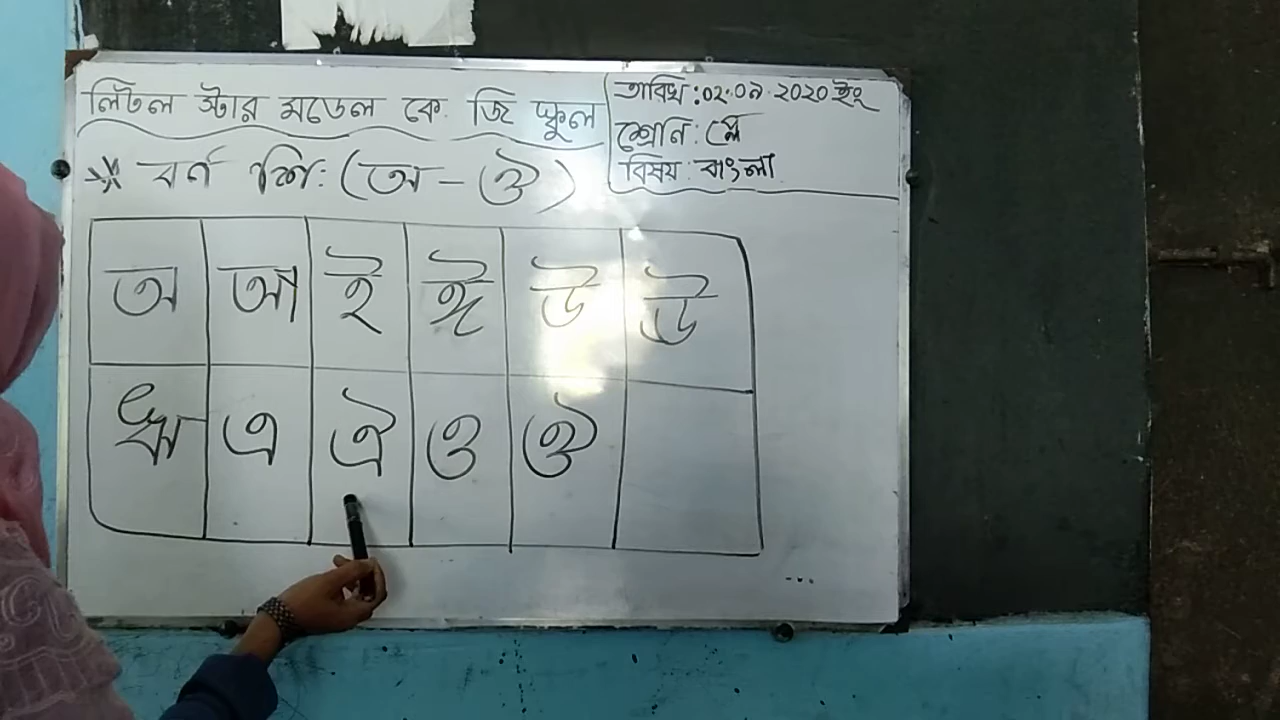 লিটল স্টার মডেল কে. জি স্কুল
তারিখ : ০২.০৯.২০২০ ইং
শ্রেনি : প্লে
বিষয় : বাংলা
* বর্ণ শি: (অ - ঔ)
অ আ ই ঈ উ ঊ
ঋ এ ঐ ও ঔ